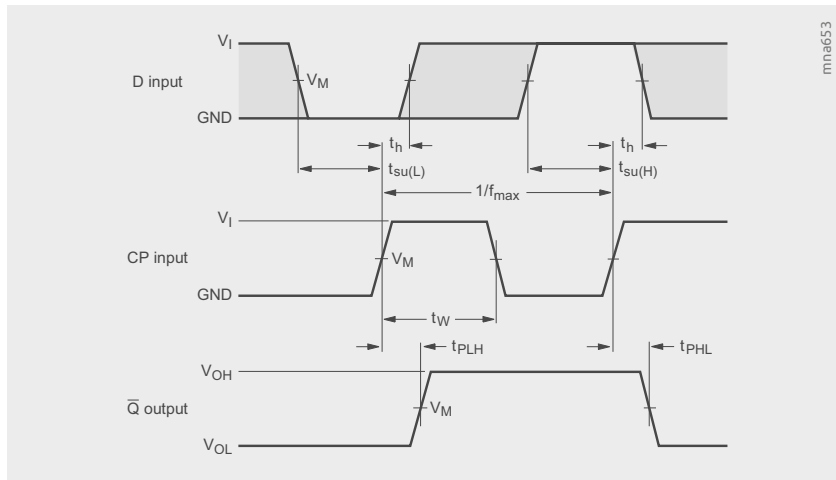 mna653
V_I
D input
V_M
GND
t_h
t_h
t_su(L)
t_su(H)
1/f_max
V_I
CP input
V_M
GND
t_W
t_PLH
t_PHL
V_OH
Q̅ output
V_M
V_OL